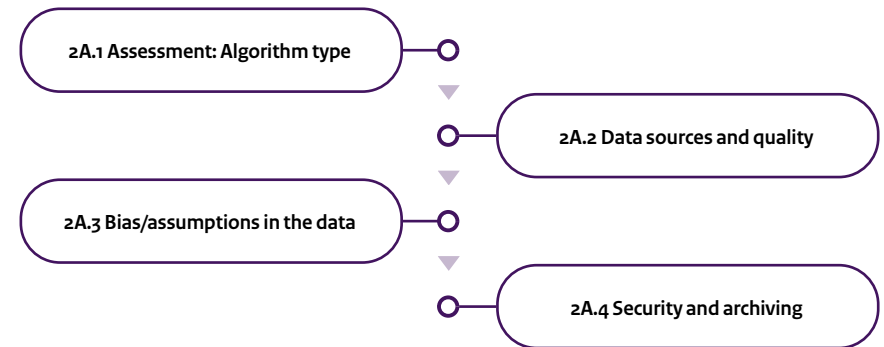 2A.1 Assessment: Algorithm type
2A.2 Data sources and quality
2A.3 Bias/assumptions in the data
2A.4 Security and archiving